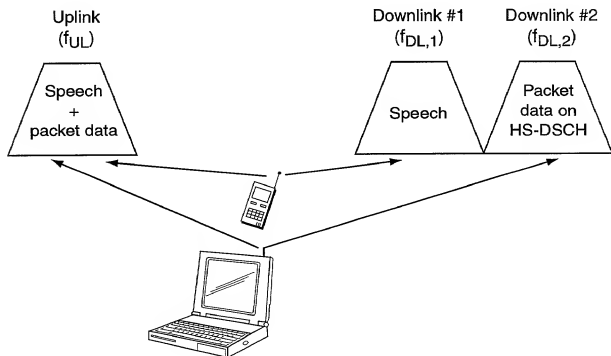 Uplink
(fUL)
Downlink #1
(fDL,1)
Downlink #2
(fDL,2)
Speech
+
packet data
Speech
Packet
data on
HS-DSCH